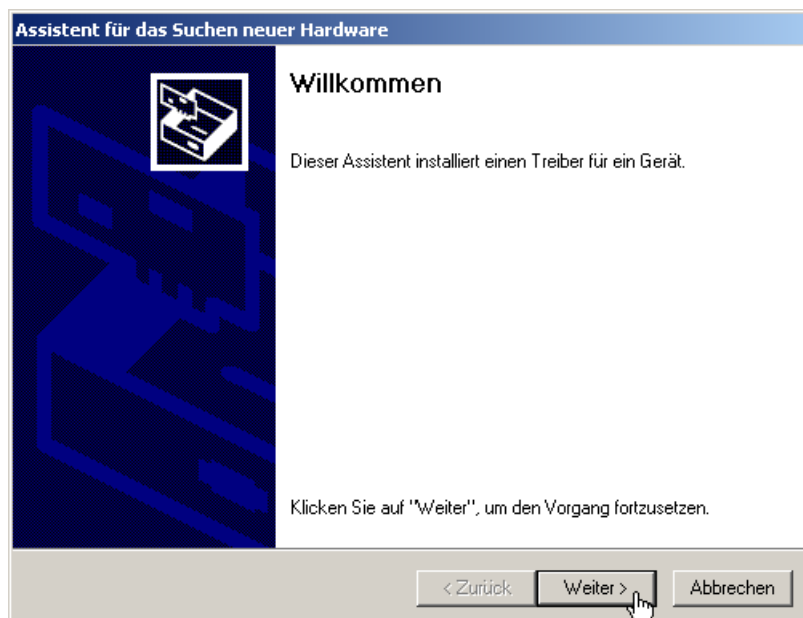 Assistent für das Suchen neuer Hardware
Willkommen
Dieser Assistent installiert einen Treiber für ein Gerät.
Klicken Sie auf "Weiter", um den Vorgang fortzusetzen.
< Zurück Weiter > Abbrechen